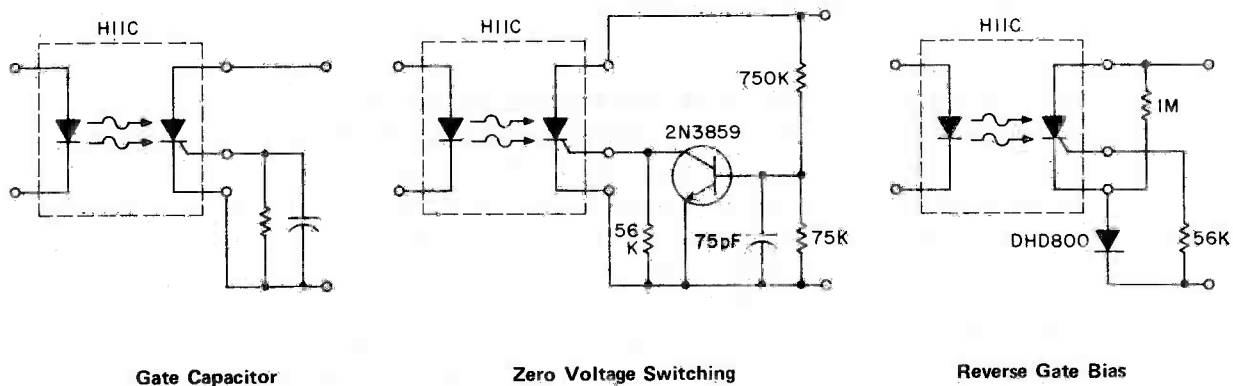 H11C
Gate Capacitor
H11C
750K
2N3859
56
K
75pF
75K
Zero Voltage Switching
H11C
1M
DHD800
56K
Reverse Gate Bias